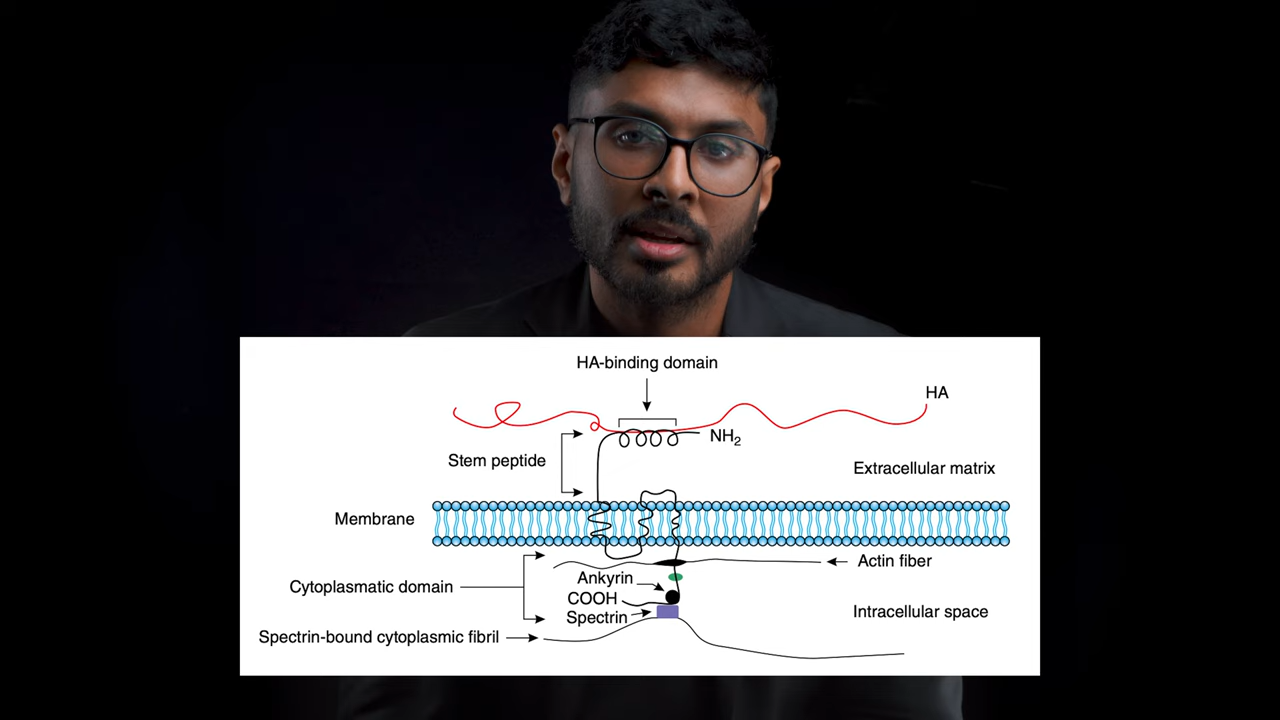 HA-binding domain
HA
NH₂
Stem peptide
Extracellular matrix
Membrane
Actin fiber
Ankyrin
Cytoplasmatic domain
COOH
Intracellular space
Spectrin
Spectrin-bound cytoplasmic fibril